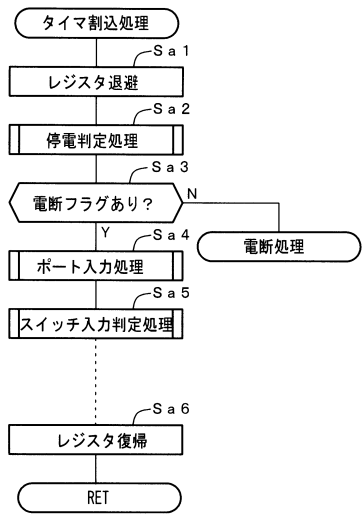 タイマ割込処理
Sa1
レジスタ退避
Sa2
停電判定処理
Sa3
電断フラグあり？
N
Y
電断処理
Sa4
ポート入力処理
Sa5
スイッチ入力判定処理
Sa6
レジスタ復帰
RET